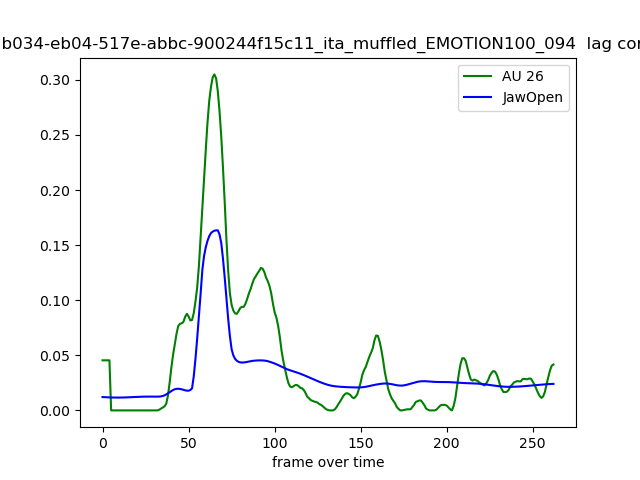 b034-eb04-517e-abbc-900244f15c11_ita_muffled_EMOTION100_094 lag
AU 26
JawOpen
0.30
0.25
0.20
0.15
0.10
0.05
0.00
0 50 100 150 200 250
frame over time